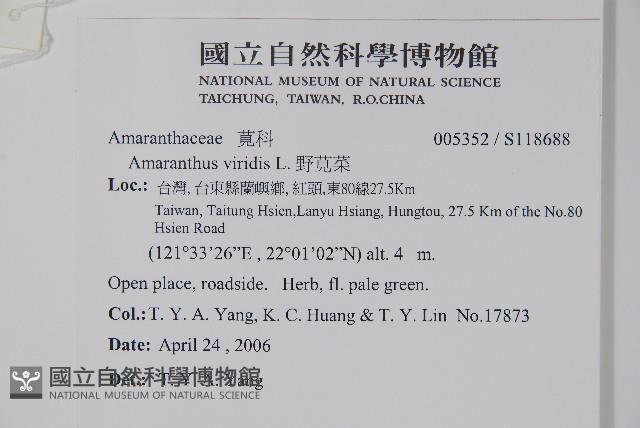 國立自然科學博物館
NATIONAL MUSEUM OF NATURAL SCIENCE
TAICHUNG, TAIWAN, R.O.CHINA
Amaranthaceae 莧科 005352 / S118688
Amaranthus viridis L. 野莧菜
Loc.: 台灣, 台東縣蘭嶼鄉, 紅頭,東80線27.5Km
Taiwan, Taitung Hsien,Lanyu Hsiang, Hungtou, 27.5 Km of the No.80
Hsien Road
(121°33'26”E , 22°01'02”N) alt. 4 m.
Open place, roadside. Herb, fl. pale green.
Col.:T. Y. A. Yang, K. C. Huang & T. Y. Lin No.17873
Date: April 24 , 2006
Det.: T. Y. A. Yang
國立自然科學博物館
NATIONAL MUSEUM OF NATURAL SCIENCE